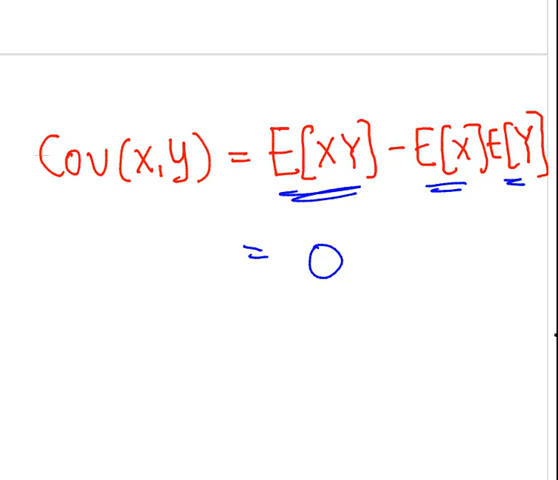 Cov(x,y) = E[XY] - E[X]E[Y]
= 0